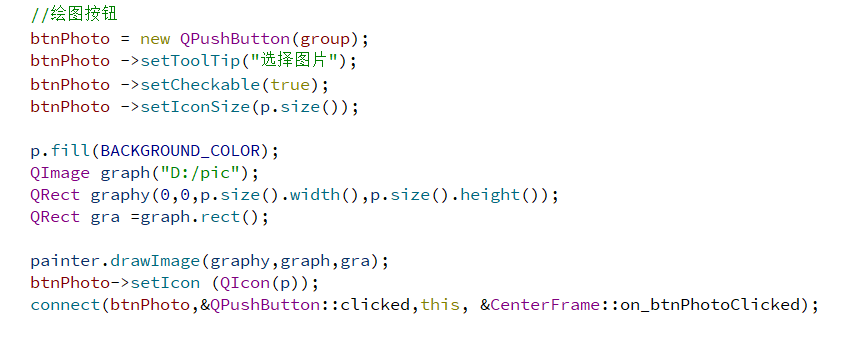 //绘图按钮
btnPhoto = new QPushButton(group);
btnPhoto ->setToolTip("选择图片");
btnPhoto ->setCheckable(true);
btnPhoto ->setIconSize(p.size());
p.fill(BACKGROUND_COLOR);
QImage graph("D:/pic");
QRect graphy(0,0,p.size().width(),p.size().height());
QRect gra =graph.rect();
painter.drawImage(graphy,graph,gra);
btnPhoto->setIcon (QIcon(p));
connect(btnPhoto,&QPushButton::clicked,this, &CenterFrame::on_btnPhotoClicked);